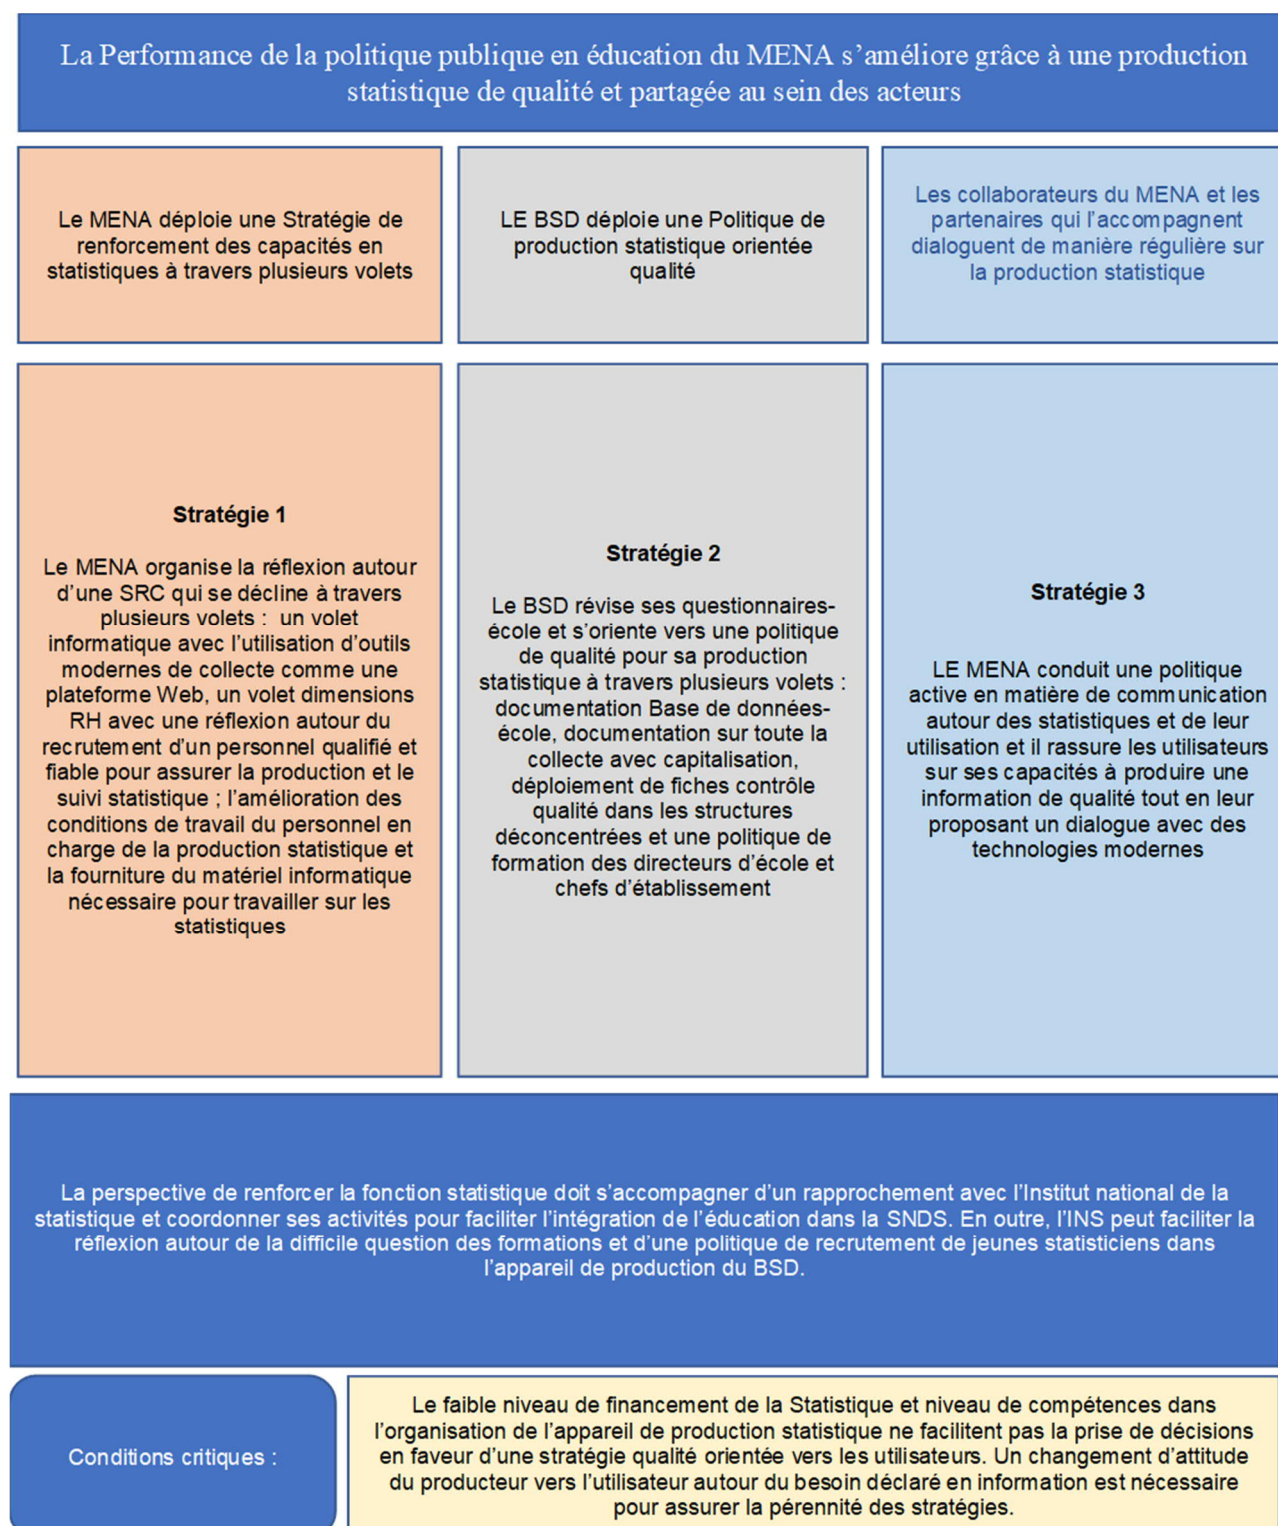 La Performance de la politique publique en éducation du MENA s’améliore grâce à une production
statistique de qualité et partagée au sein des acteurs
Le MENA déploie une Stratégie de
renforcement des capacités en
statistiques à travers plusieurs volets
LE BSD déploie une Politique de
production statistique orientée
qualité
Les collaborateurs du MENA et les
partenaires qui l’accompagnent
dialoguent de manière régulière sur
la production statistique
Stratégie 1
Le MENA organise la réflexion autour
d’une SRC qui se décline à travers
plusieurs volets : un volet
informatique avec l’utilisation d’outils
modernes de collecte comme une
plateforme Web, un volet dimensions
RH avec une réflexion autour du
recrutement d’un personnel qualifié et
fiable pour assurer la production et le
suivi statistique ; l’amélioration des
conditions de travail du personnel en
charge de la production statistique et
la fourniture du matériel informatique
nécessaire pour travailler sur les
statistiques
Stratégie 2
Le BSD révise ses questionnaires-
école et s’oriente vers une politique
de qualité pour sa production
statistique à travers plusieurs volets :
documentation Base de données-
école, documentation sur toute la
collecte avec capitalisation,
déploiement de fiches contrôle
qualité dans les structures
déconcentrées et une politique de
formation des directeurs d’école et
chefs d’établissement
Stratégie 3
LE MENA conduit une politique
active en matière de communication
autour des statistiques et de leur
utilisation et il rassure les utilisateurs
sur ses capacités à produire une
information de qualité tout en leur
proposant un dialogue avec des
technologies modernes
La perspective de renforcer la fonction statistique doit s’accompagner d’un rapprochement avec l’Institut national de la
statistique et coordonner ses activités pour faciliter l’intégration de l’éducation dans la SNDS. En outre, l’INS peut faciliter la
réflexion autour de la difficile question des formations et d’une politique de recrutement de jeunes statisticiens dans
l’appareil de production du BSD.
Conditions critiques :
Le faible niveau de financement de la Statistique et niveau de compétences dans
l’organisation de l’appareil de production statistique ne facilitent pas la prise de décisions
en faveur d’une stratégie qualité orientée vers les utilisateurs. Un changement d’attitude
du producteur vers l’utilisateur autour du besoin déclaré en information est nécessaire
pour assurer la pérennité des stratégies.